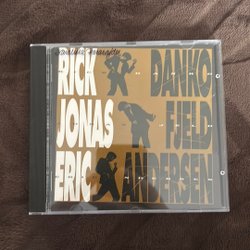 RICK DANKO
JONAS FJELD
ERIC ANDERSEN